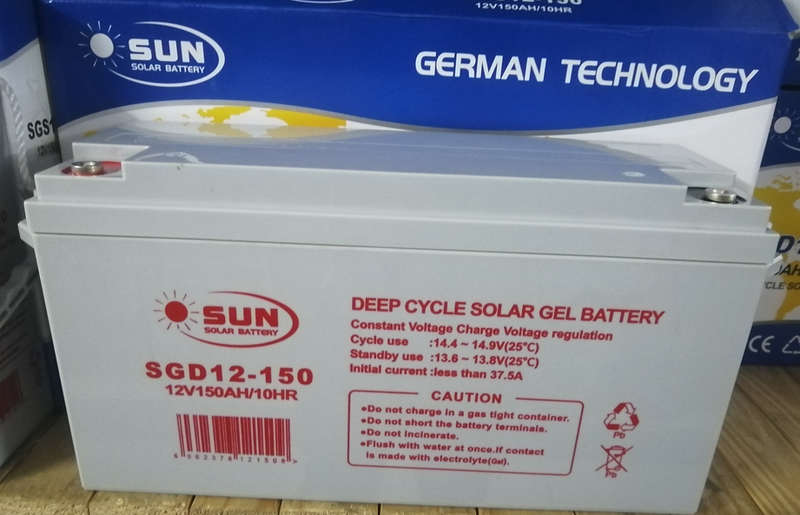 12V150AH/10HR
SUN
SOLAR BATTERY
GERMAN TECHNOLOGY
SUN
SOLAR BATTERY
SGD12-150
12V150AH/10HR
DEEP CYCLE SOLAR GEL BATTERY
Constant Voltage Charge Voltage regulation
Cycle use :14.4 ~ 14.9V(25℃)
Standby use :13.6 ~ 13.8V(25℃)
Initial current :less than 37.5A
CAUTION
●Do not charge in a gas tight container.
●Do not short the battery terminals.
●Do not incinerate.
●Flush with water at once.If contact
is made with electrolyte(Gel).
Pb
Pb
CE